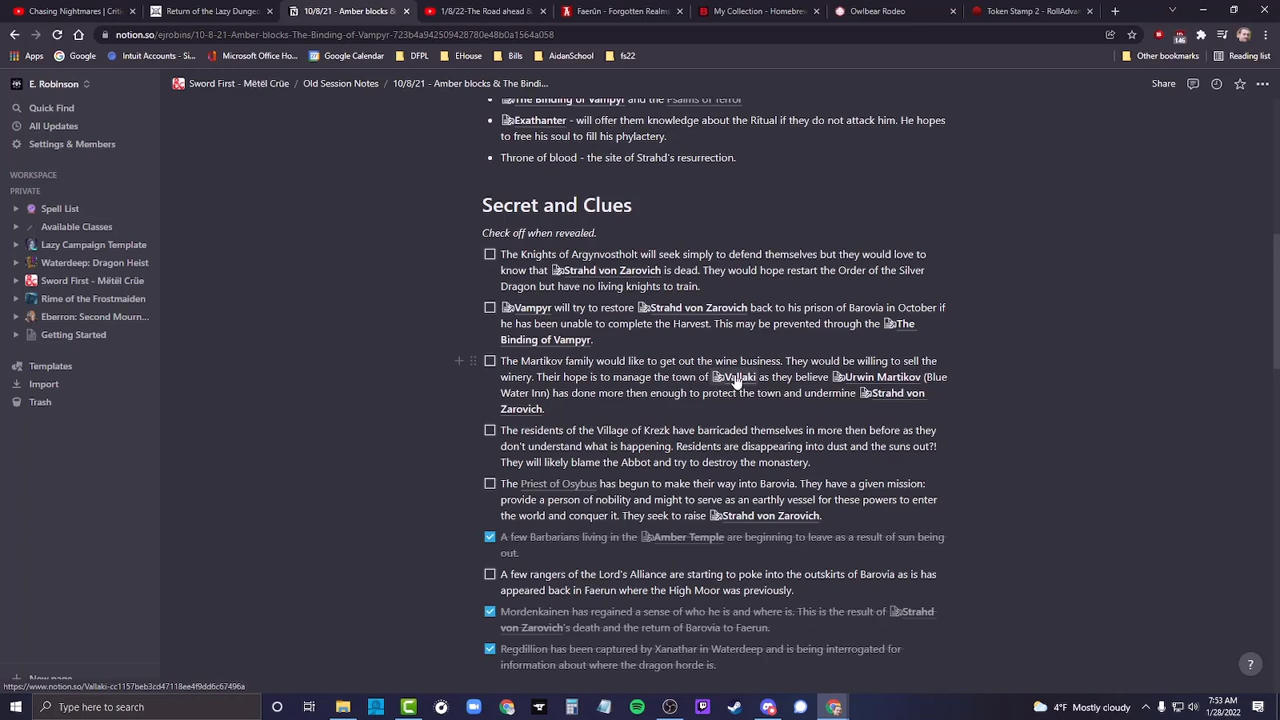 Chasing Nightmares | Criti
Return of the Lazy Dungeo
10/8/21 - Amber blocks &
1/8/22-The Road ahead &
Faerûn - Forgotten Realms
My Collection - Homebrew
Owlbear Rodeo
Token Stamp 2 - RollAdva
notion.so/ejrobins/10-8-21-Amber-blocks-The-Binding-of-Vampyr-723b4a942509428780e48b0a1564a058
146
Apps
Google
Intuit Accounts - Si...
Microsoft Office Ho...
Google Calendar
DFPL
EHouse
Bills
AidanSchool
fs22
Other bookmarks
Reading list
E. Robinson
Sword First - Mëtël Crüe / Old Session Notes / 10/8/21 - Amber blocks & The Bindi...
Share
Quick Find
All Updates
Settings & Members
WORKSPACE
PRIVATE
Spell List
Available Classes
Lazy Campaign Template
Waterdeep: Dragon Heist
Sword First - Mëtël Crüe
Rime of the Frostmaiden
Eberron: Second Mourn...
Getting Started
Templates
Import
Trash
New page
The Binding of Vampyr and the Psalms of Terror
Exathanter - will offer them knowledge about the Ritual if they do not attack him. He hopes
to free his soul to fill his phylactery.
Throne of blood - the site of Strahd's resurrection.
Secret and Clues
Check off when revealed.
The Knights of Argynvostholt will seek simply to defend themselves but they would love to
know that Strahd von Zarovich is dead. They would hope restart the Order of the Silver
Dragon but have no living knights to train.
Vampyr will try to restore Strahd von Zarovich back to his prison of Barovia in October if
he has been unable to complete the Harvest. This may be prevented through the The
Binding of Vampyr.
The Martikov family would like to get out the wine business. They would be willing to sell the
winery. Their hope is to manage the town of Vallaki as they believe Urwin Martikov (Blue
Water Inn) has done more then enough to protect the town and undermine Strahd von
Zarovich.
The residents of the Village of Krezk have barricaded themselves in more then before as they
don't understand what is happening. Residents are disappearing into dust and the suns out?!
They will likely blame the Abbot and try to destroy the monastery.
The Priest of Osybus has begun to make their way into Barovia. They have a given mission:
provide a person of nobility and might to serve as an earthly vessel for these powers to enter
the world and conquer it. They seek to raise Strahd von Zarovich.
A few Barbarians living in the Amber Temple are beginning to leave as a result of sun being
out.
A few rangers of the Lord's Alliance are starting to poke into the outskirts of Barovia as is has
appeared back in Faerun where the High Moor was previously.
Mordenkainen has regained a sense of who he is and where is. This is the result of Strahd
von Zarovich's death and the return of Barovia to Faerun.
Regdillion has been captured by Xanathar in Waterdeep and is being interrogated for
information about where the dragon horde is.
?
https://www.notion.so/Vallaki-cc1157beb3cd47118ee4f9dd6c67496a
Type here to search
4°F Mostly cloudy
7:53 AM
1/28/2022